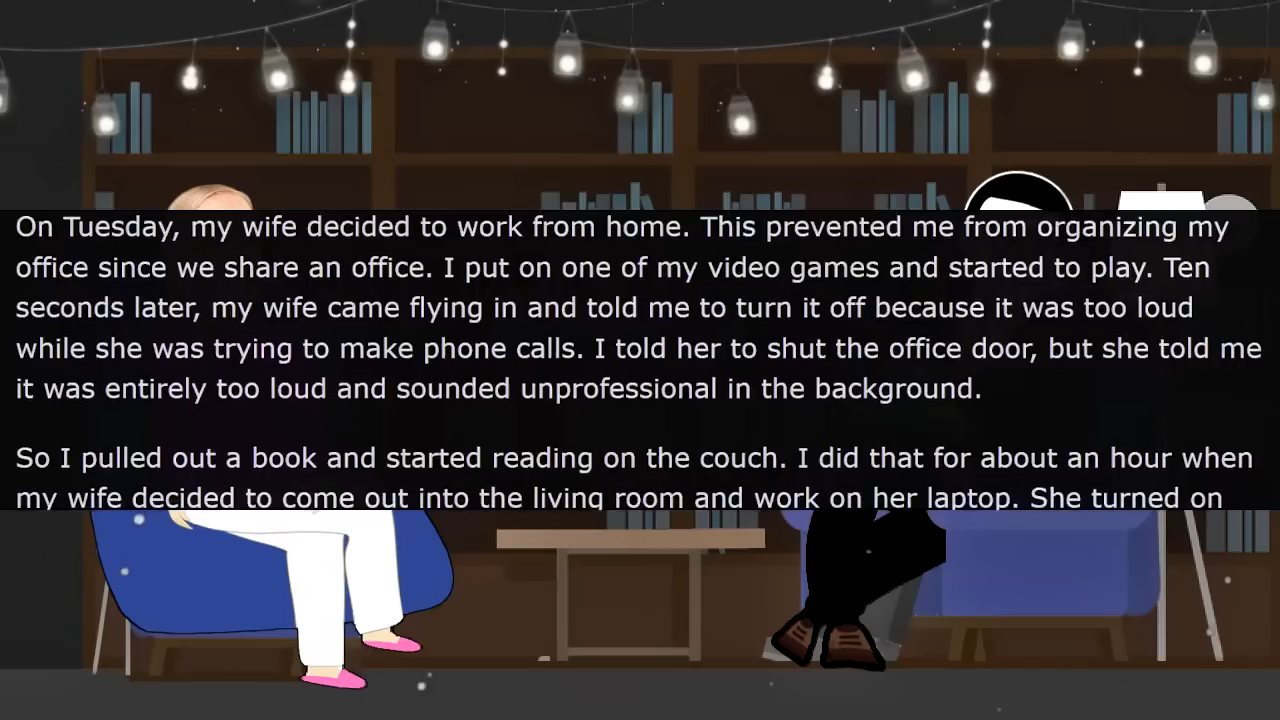 On Tuesday, my wife decided to work from home. This prevented me from organizing my
office since we share an office. I put on one of my video games and started to play. Ten
seconds later, my wife came flying in and told me to turn it off because it was too loud
while she was trying to make phone calls. I told her to shut the office door, but she told me
it was entirely too loud and sounded unprofessional in the background.
So I pulled out a book and started reading on the couch. I did that for about an hour when
my wife decided to come out into the living room and work on her laptop. She turned on